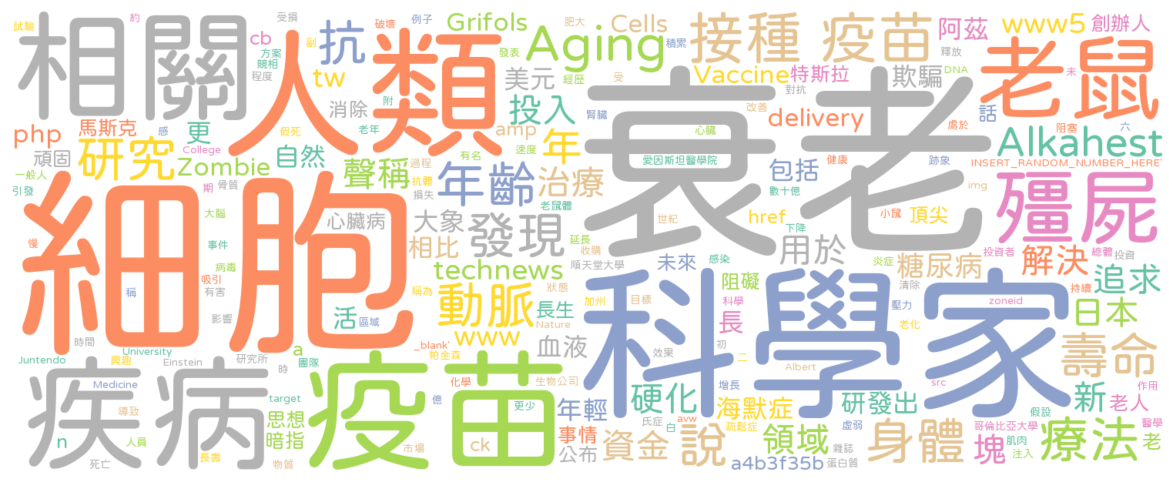 相關
人類
抗
Grifols
Aging
Cells
接種 疫苗
阿茲
www5
創辦人
老鼠
試驗
約
受損
破壞
例子
肥大
改
cb
tw
美元
Vaccine
特斯拉
欺騙
DNA
未
方案
競相
程度
副
發表
積累
釋放
衰老
php
馬斯克
感
更
消除
附
經歷
受
對抗
投入
amp
年
delivery
改善
處於
話
Alkahest
頑固
研究
假死
老年
腎臟
心臟
阻塞
六
College
Zombie
自然
聲稱
過程
有名
速度
愛因斯坦醫學院
健康
跡象
INSERT_RANDOM_NUMBER_HERE
一般人
引發
期
骨質
抗體
損失
年齡
治療
老鼠體
數十億
包括
img
殭屍
細胞
大腦
長壽
心臟病
大象
發現
世紀
小鼠
href
頂尖
慢
事件
相比
延長
收購
下降
用於
投資者
總體
投資
病毒
吸引
technews
未來
感染
阻礙
炎症
糖尿病
解決
稱
有害
稱為
狀態
加州
目標
科學
清除
持續
追求
影響
活
區域
動脈
長生
長
壓力
zoneid
日本
時間
www
Nature
老化
科學家
Juntendo
University
興趣
Einstein
研究所
a
團隊
_blank'
帕金森
血液
效果
初
二
壽命
疾病
Medicine
target
時
疫苗
化學
生物公司
增長
Albert
src
作用
導致
人員
思想
億
更少
年輕
硬化
海默症
研發出
新
老人
n
暗指
ck
事情
氏症
白
疏鬆症
虛弱
假設
哥倫比亞大學
醫學
死亡
物質
市場
公布
資金
說
蛋白質
雜誌
領域
身體
塊
肌肉
注入
療法
老
a4b3f35b
順天堂大學